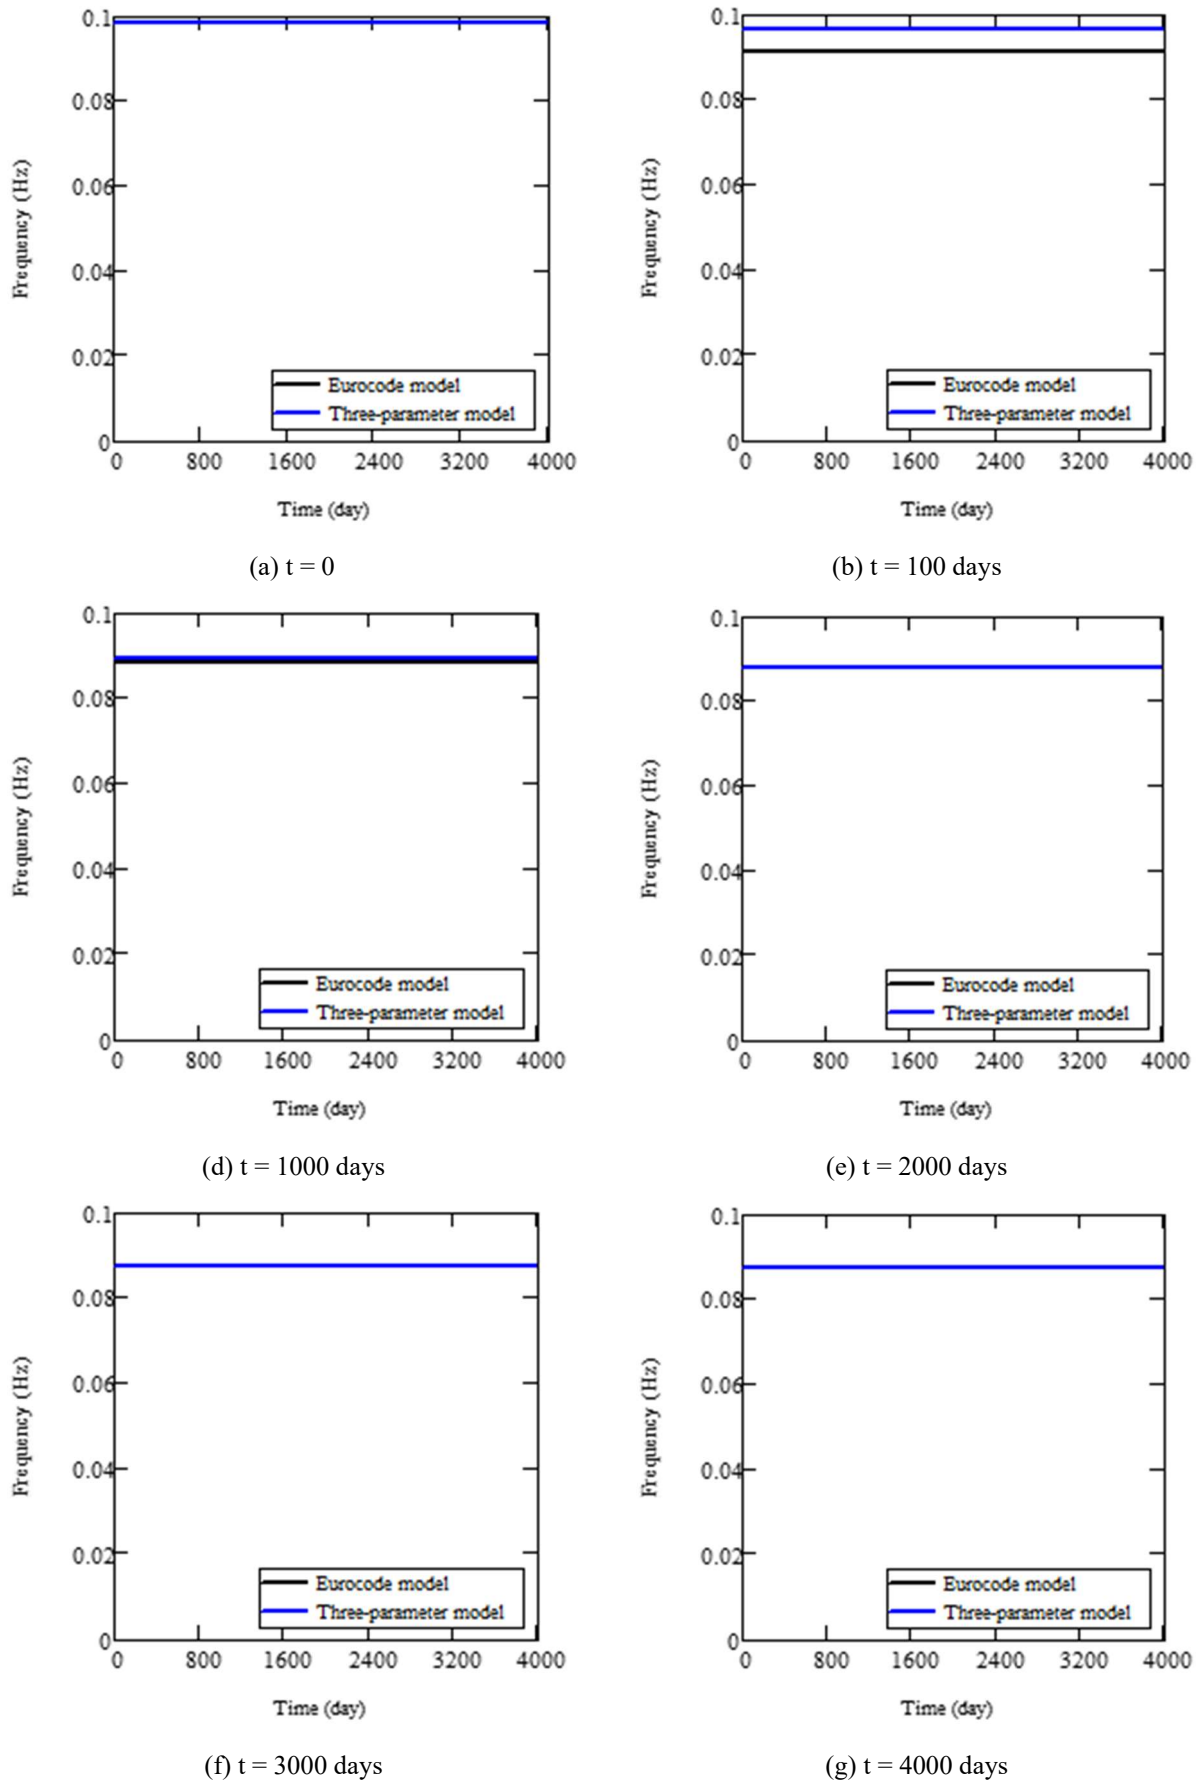 0.1
0.08
0.06
0.04
0.02
0
Frequency (Hz)
Eurocode model
Three-parameter model
0 800 1600 2400 3200 4000
Time (day)
(a) t = 0
0.1
0.08
0.06
0.04
0.02
0
Frequency (Hz)
Eurocode model
Three-parameter model
0 800 1600 2400 3200 4000
Time (day)
(b) t = 100 days
0.1
0.08
0.06
0.04
0.02
0
Frequency (Hz)
Eurocode model
Three-parameter model
0 800 1600 2400 3200 4000
Time (day)
(d) t = 1000 days
0.1
0.08
0.06
0.04
0.02
0
Frequency (Hz)
Eurocode model
Three-parameter model
0 800 1600 2400 3200 4000
Time (day)
(e) t = 2000 days
0.1
0.08
0.06
0.04
0.02
0
Frequency (Hz)
Eurocode model
Three-parameter model
0 800 1600 2400 3200 4000
Time (day)
(f) t = 3000 days
0.1
0.08
0.06
0.04
0.02
0
Frequency (Hz)
Eurocode model
Three-parameter model
0 800 1600 2400 3200 4000
Time (day)
(g) t = 4000 days